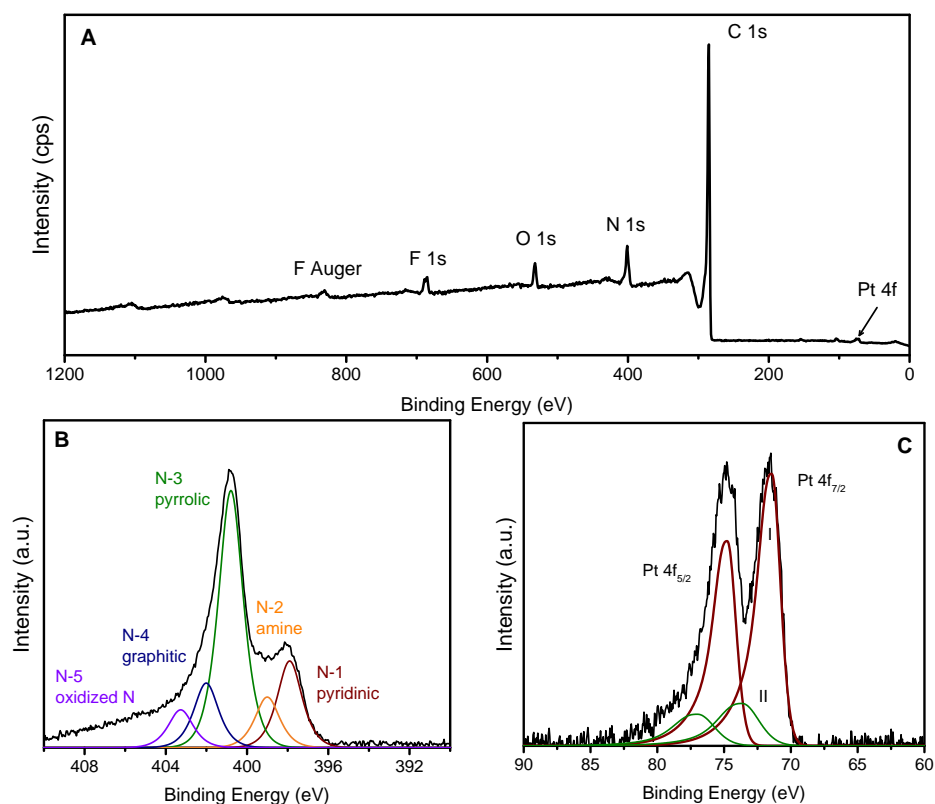 A
C 1s
Intensity (cps)
F Auger
F 1s
O 1s
N 1s
Pt 4f
1200 1000 800 600 400 200 0
Binding Energy (eV)
B
N-3
pyrrolic
N-2
amine
N-4
graphitic
N-1
pyridinic
N-5
oxidized N
Intensity (a.u.)
408 404 400 396 392
Binding Energy (eV)
C
Pt 4f7/2
I
Pt 4f5/2
II
Intensity (a.u.)
90 85 80 75 70 65 60
Binding Energy (eV)